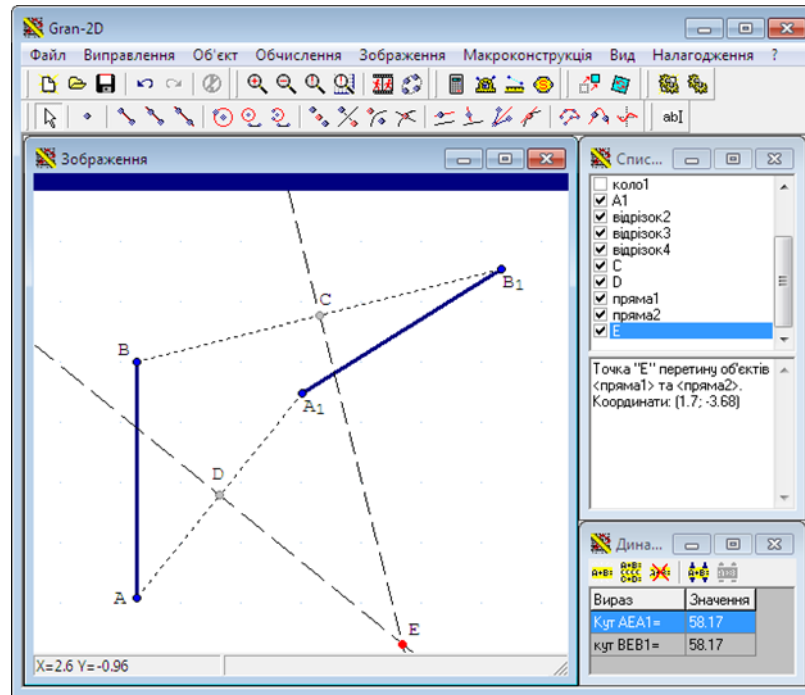 Gran-2D
Файл Виправлення Об'єкт Обчислення Зображення Макроконструкція Вид Налагодження ?
abI
Зображення
B1
C
B
A1
D
A
E
X=2.6 Y=-0.96
Спис...
коло1
A1
відрізок2
відрізок3
відрізок4
C
D
пряма1
пряма2
E
Точка "E" перетину об'єктів
<пряма1> та <пряма2>.
Координати: (1.7; -3.68)
Дина...
Вираз Значення
Кут AEA1= 58.17
кут BEB1= 58.17